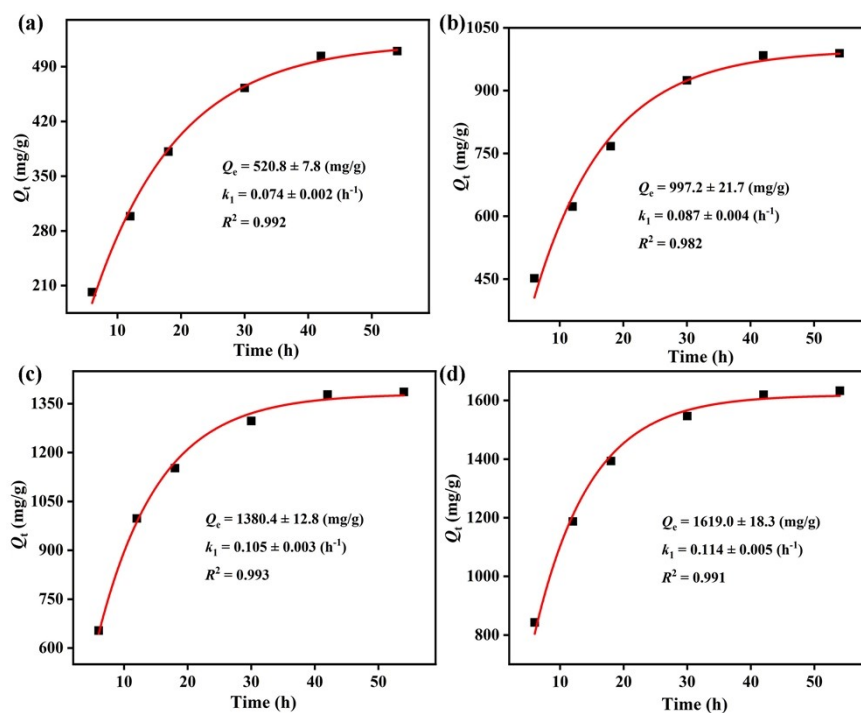 (a)
490
420
350
280
210
Qt (mg/g)
Qe = 520.8 ± 7.8 (mg/g)
k1 = 0.074 ± 0.002 (h-1)
R2 = 0.992
10 20 30 40 50
Time (h)
(b)
1050
900
750
600
450
Qt (mg/g)
Qe = 997.2 ± 21.7 (mg/g)
k1 = 0.087 ± 0.004 (h-1)
R2 = 0.982
10 20 30 40 50
Time (h)
(c)
1350
1200
1050
900
750
600
Qt (mg/g)
Qe = 1380.4 ± 12.8 (mg/g)
k1 = 0.105 ± 0.003 (h-1)
R2 = 0.993
10 20 30 40 50
Time (h)
(d)
1600
1400
1200
1000
800
Qt (mg/g)
Qe = 1619.0 ± 18.3 (mg/g)
k1 = 0.114 ± 0.005 (h-1)
R2 = 0.991
10 20 30 40 50
Time (h)